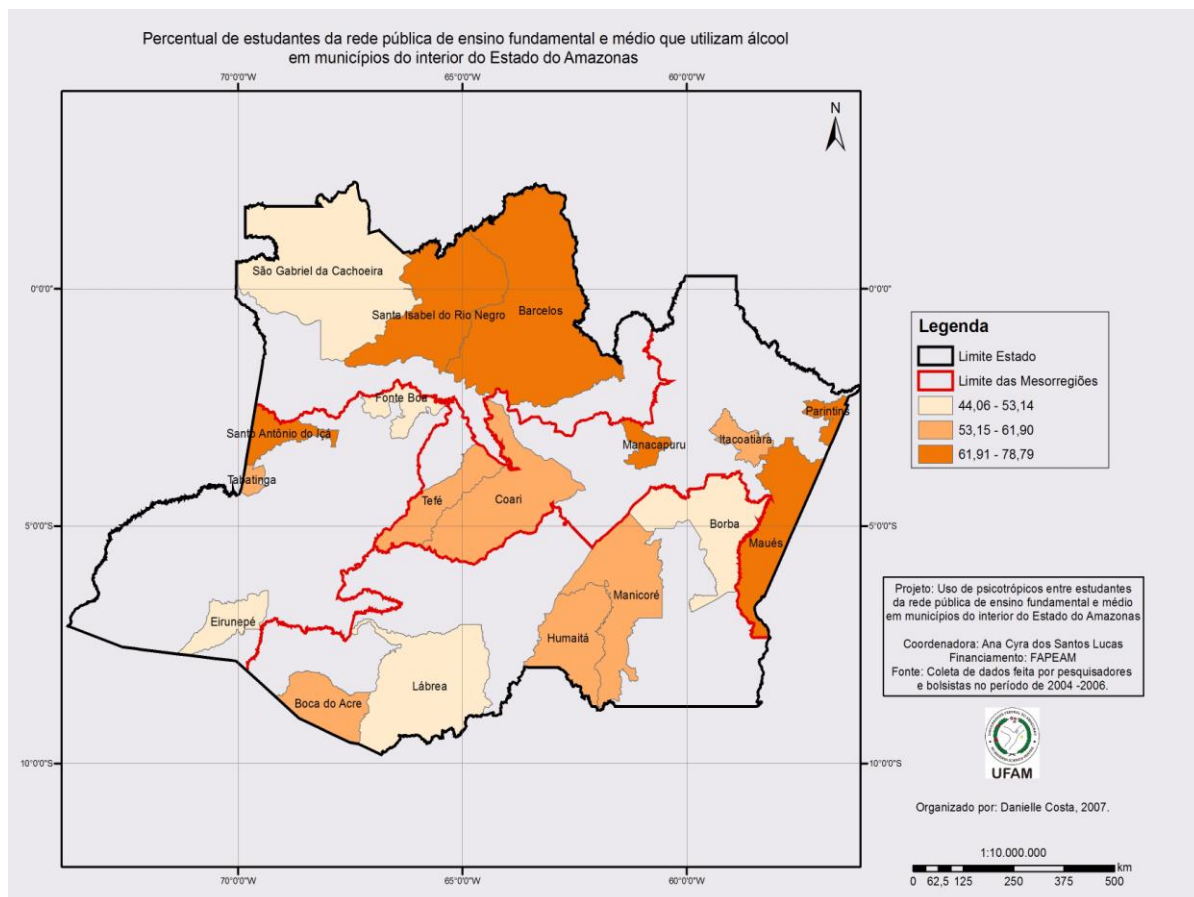 Percentual de estudantes da rede pública de ensino fundamental e médio que utilizam álcool
em municípios do interior do Estado do Amazonas
70°0'0"W
65°0'0"W
60°0'0"W
N
São Gabriel da Cachoeira
0°0'0"
0°0'0"
Santa Isabel do Rio Negro
Barcelos
Fonte Boa
Parintins
Santo Antônio do Içá
Manacapuru
Itacoatiara
Tabatinga
Tefé
Coari
5°0'0"S
5°0'0"S
Borba
Maués
Manicoré
Eirunepé
Humaitá
Lábrea
Boca do Acre
10°0'0"S
10°0'0"S
70°0'0"W
65°0'0"W
60°0'0"W
Legenda
Limite Estado
Limite das Mesorregiões
44,06 - 53,14
53,15 - 61,90
61,91 - 78,79
Projeto: Uso de psicotrópicos entre estudantes
da rede pública de ensino fundamental e médio
em municípios do interior do Estado do Amazonas
Coordenadora: Ana Cyra dos Santos Lucas
Financiamento: FAPEAM
Fonte: Coleta de dados feita por pesquisadores
e bolsistas no período de 2004 -2006.
UFAM
Organizado por: Danielle Costa, 2007.
1:10.000.000
km
0 62,5 125 250 375 500